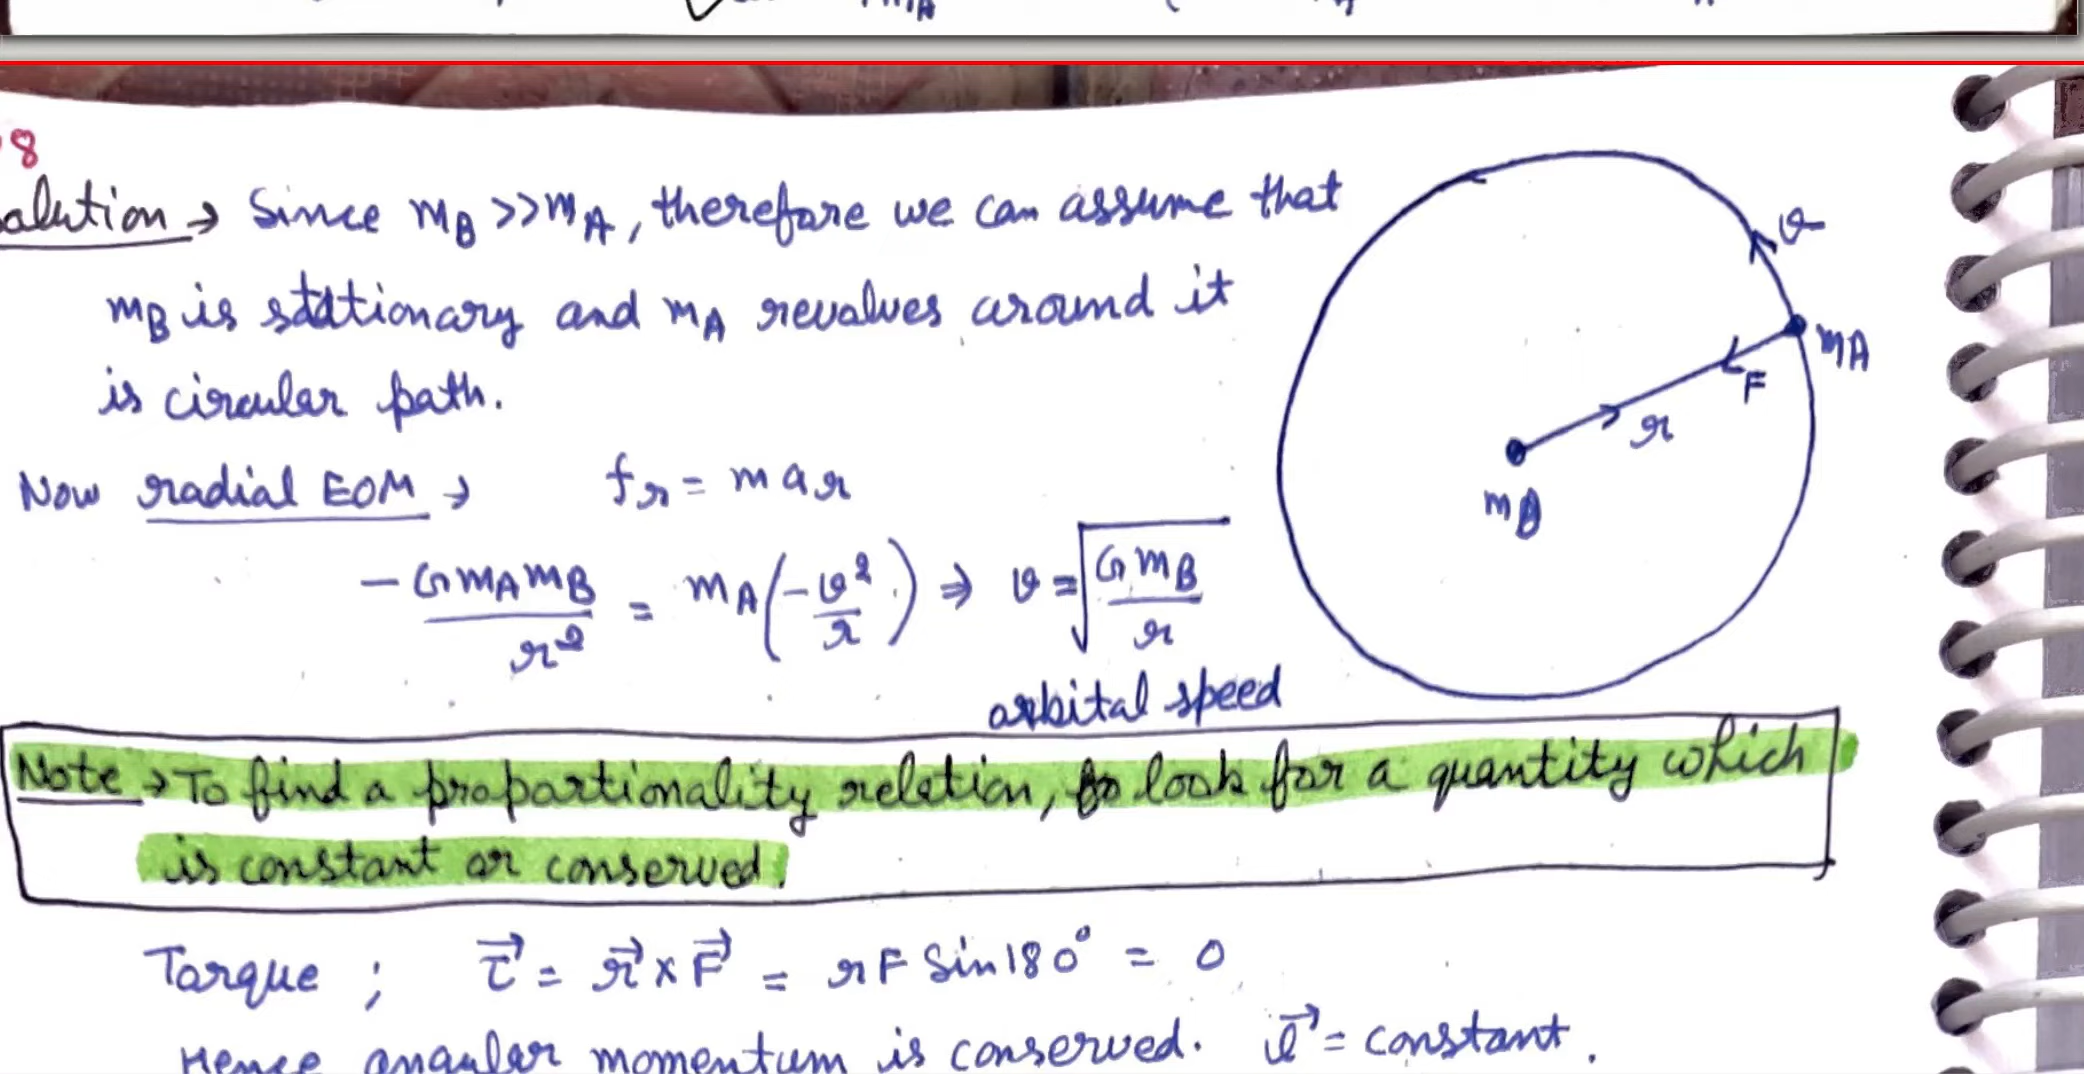 8
Solution → Since mB >> mA, therefore we can assume that
mB is stationary and mA revolves around it
is circular path.
Now radial EOM → fr = m ar
-G mA mB / r² = mA (-v²/r) ⇒ v = √(G mB / r)
orbital speed
v
mA
F
r
mB
Note → To find a proportionality relation, look for a quantity which
is constant or conserved.
Torque ; τ⃗ = r⃗ × F⃗ = r F Sin 180° = 0
Hence angular momentum is conserved. l⃗ = constant.